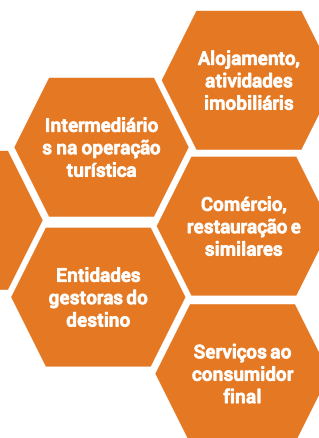 Alojamento,
atividades
imobiliáris
Intermediário
s na operação
turística
Comércio,
restauração e
similares
Entidades
gestoras do
destino
Serviços ao
consumidor
final